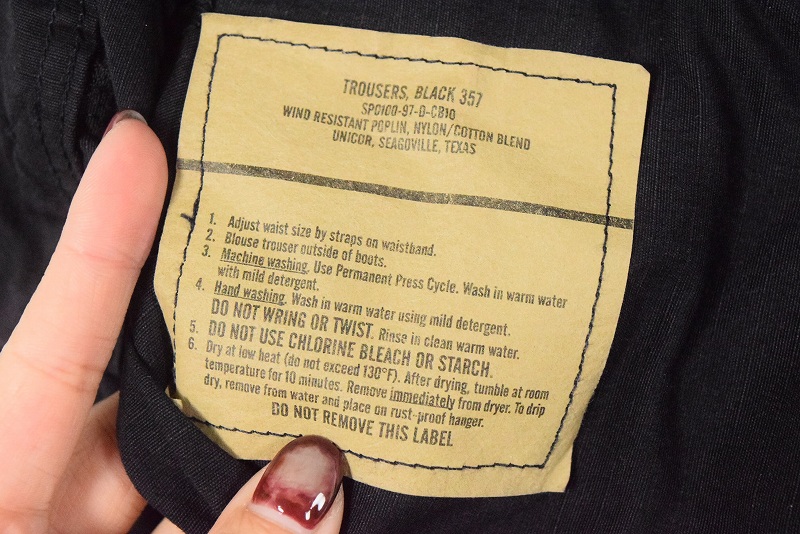 TROUSERS, BLACK 357
SPO100-97-D-CB10
WIND RESISTANT POPLIN, NYLON/COTTON BLEND
UNICOR, SEAGOVILLE, TEXAS
1. Adjust waist size by straps on waistband.
2. Blouse trouser outside of boots.
3. Machine washing. Use Permanent Press Cycle. Wash in warm water
with mild detergent.
4. Hand washing. Wash in warm water using mild detergent.
DO NOT WRING OR TWIST. Rinse in clean warm water.
5. DO NOT USE CHLORINE BLEACH OR STARCH.
6. Dry at low heat (do not exceed 130°F). After drying, tumble at room
temperature for 10 minutes. Remove immediately from dryer. To drip
dry, remove from water and place on rust-proof hanger.
DO NOT REMOVE THIS LABEL